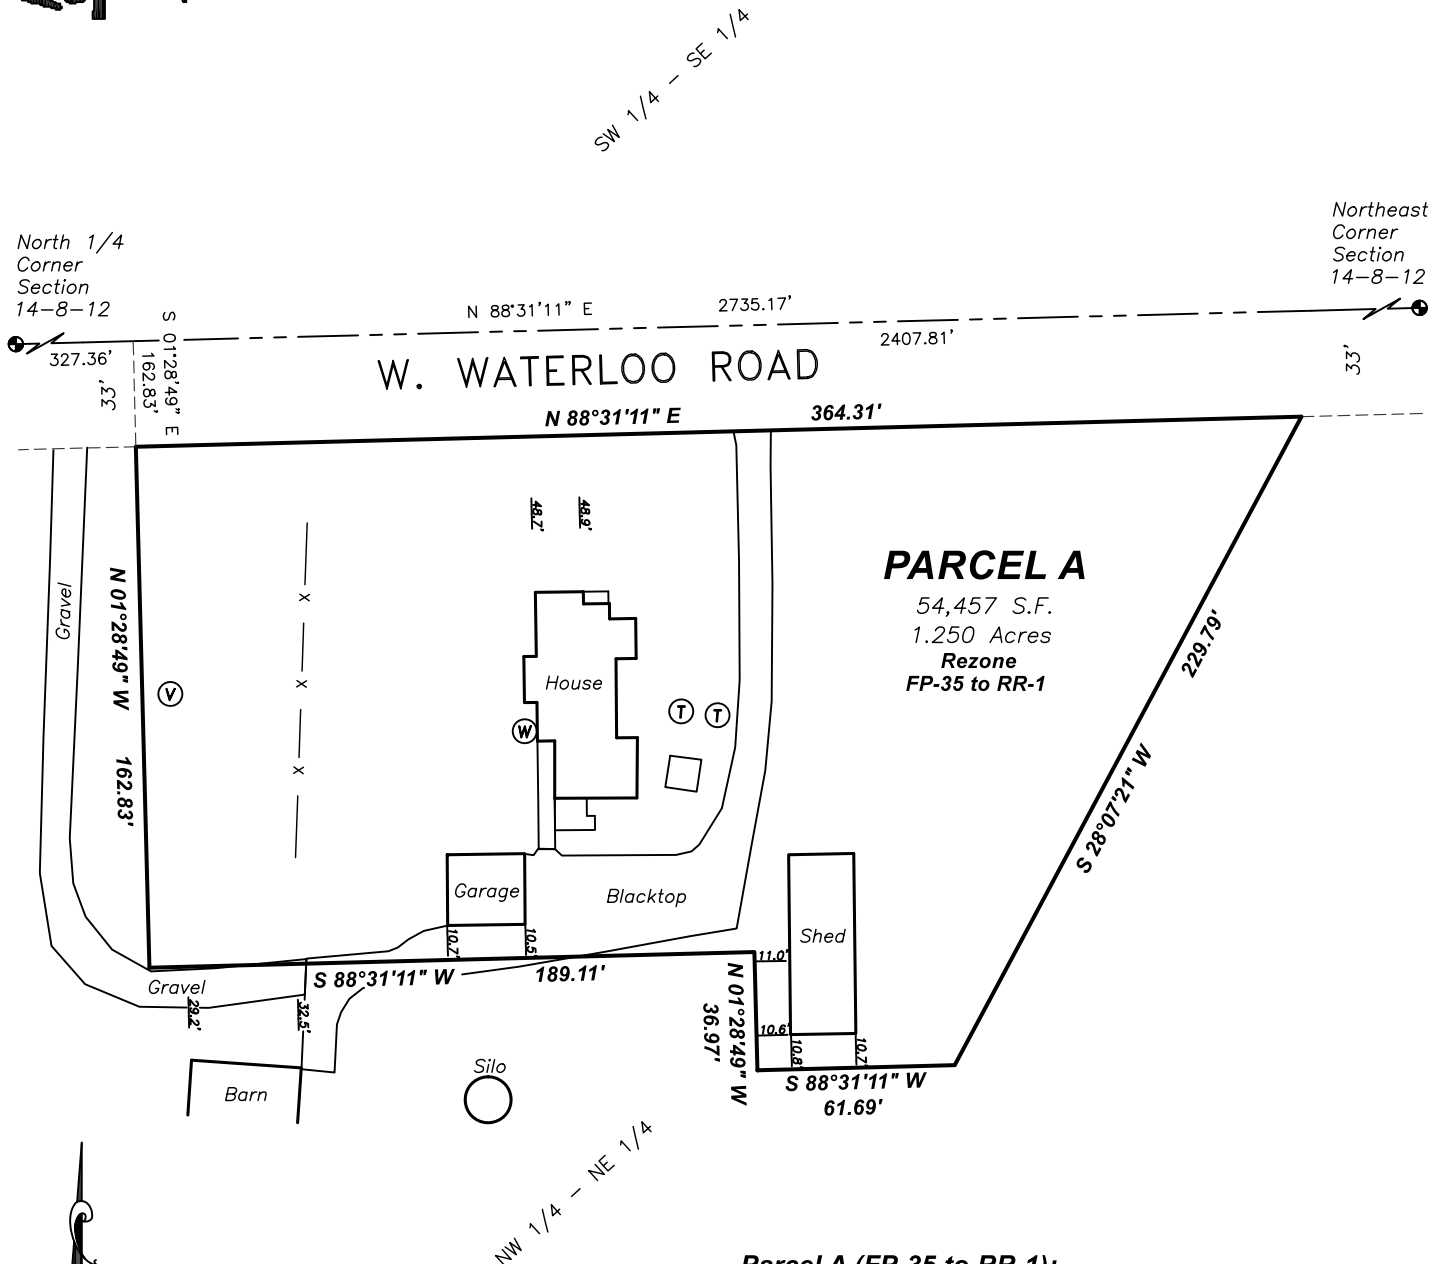 SW 1/4 – SE 1/4
North 1/4
Corner
Section
14–8–12
Northeast
Corner
Section
14–8–12
N 88°31'11" E
2735.17'
327.36'
2407.81'
33'
S 01°28'49" E
162.83'
33'
W. WATERLOO ROAD
N 88°31'11" E
364.31'
48.7'
48.9'
Gravel
N 01°28'49" W
162.83'
PARCEL A
54,457 S.F.
1.250 Acres
Rezone
FP-35 to RR-1
229.79'
S 28°07'21" W
X
X
X
V
House
W
T
T
Garage
Blacktop
Shed
10.7'
10.5'
11.0'
10.6'
10.8'
10.7'
S 88°31'11" W
189.11'
N 01°28'49" W
36.97'
Gravel
29.2'
32.5'
Silo
Barn
S 88°31'11" W
61.69'
NW 1/4 – NE 1/4
Parcel A (FP-35 to RR-1):